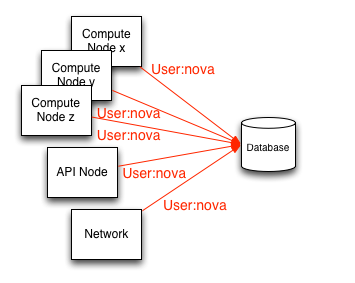 Compute
Node x
User:nova
Compute
Node y
Compute
Node z
User:nova
User:nova
Database
API Node
User:nova
User:nova
Network